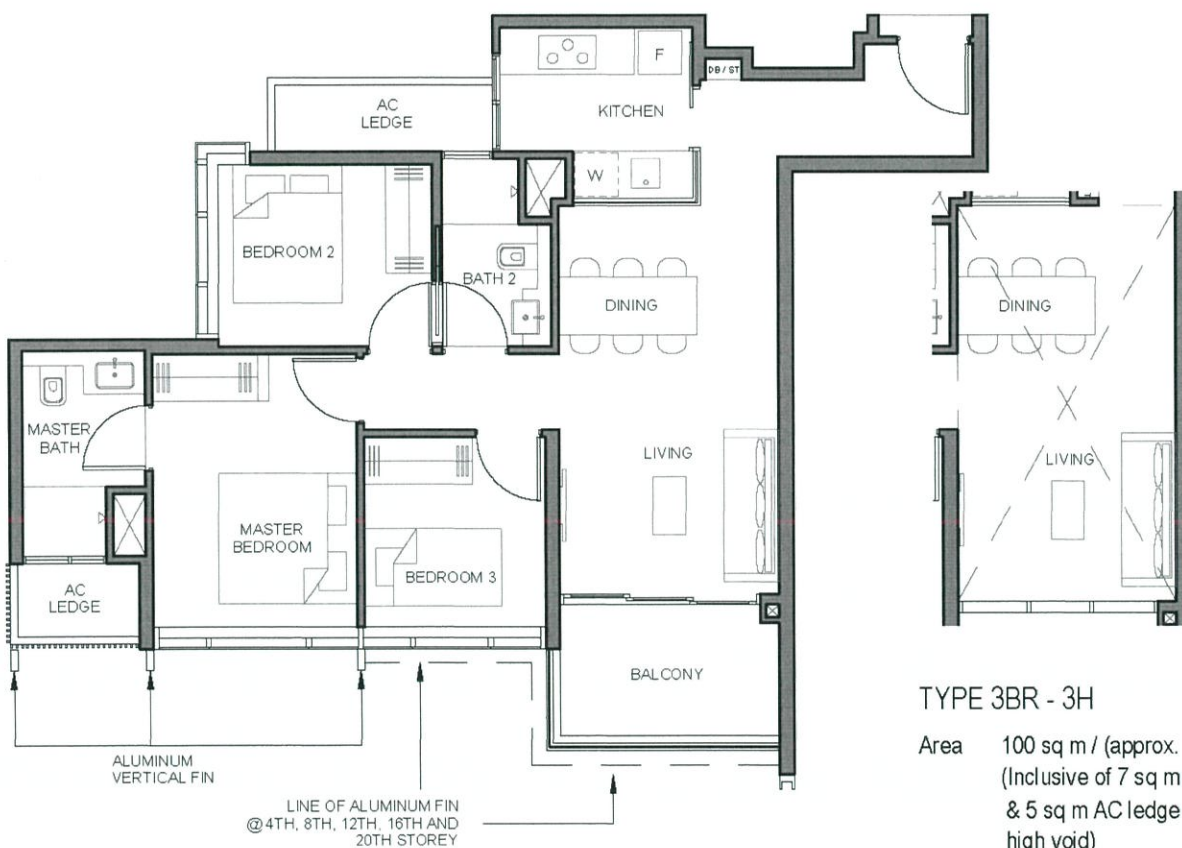 F
DB / ST
AC
LEDGE
KITCHEN
W
BEDROOM 2
BATH 2
DINING
DINING
MASTER
BATH
LIVING
LIVING
MASTER
BEDROOM
BEDROOM 3
AC
LEDGE
BALCONY
TYPE 3BR - 3H
Area 100 sq m / (approx.
(Inclusive of 7 sq m
& 5 sq m AC ledge
high void)
ALUMINUM
VERTICAL FIN
LINE OF ALUMINUM FIN
@ 4TH, 8TH, 12TH, 16TH AND
20TH STOREY